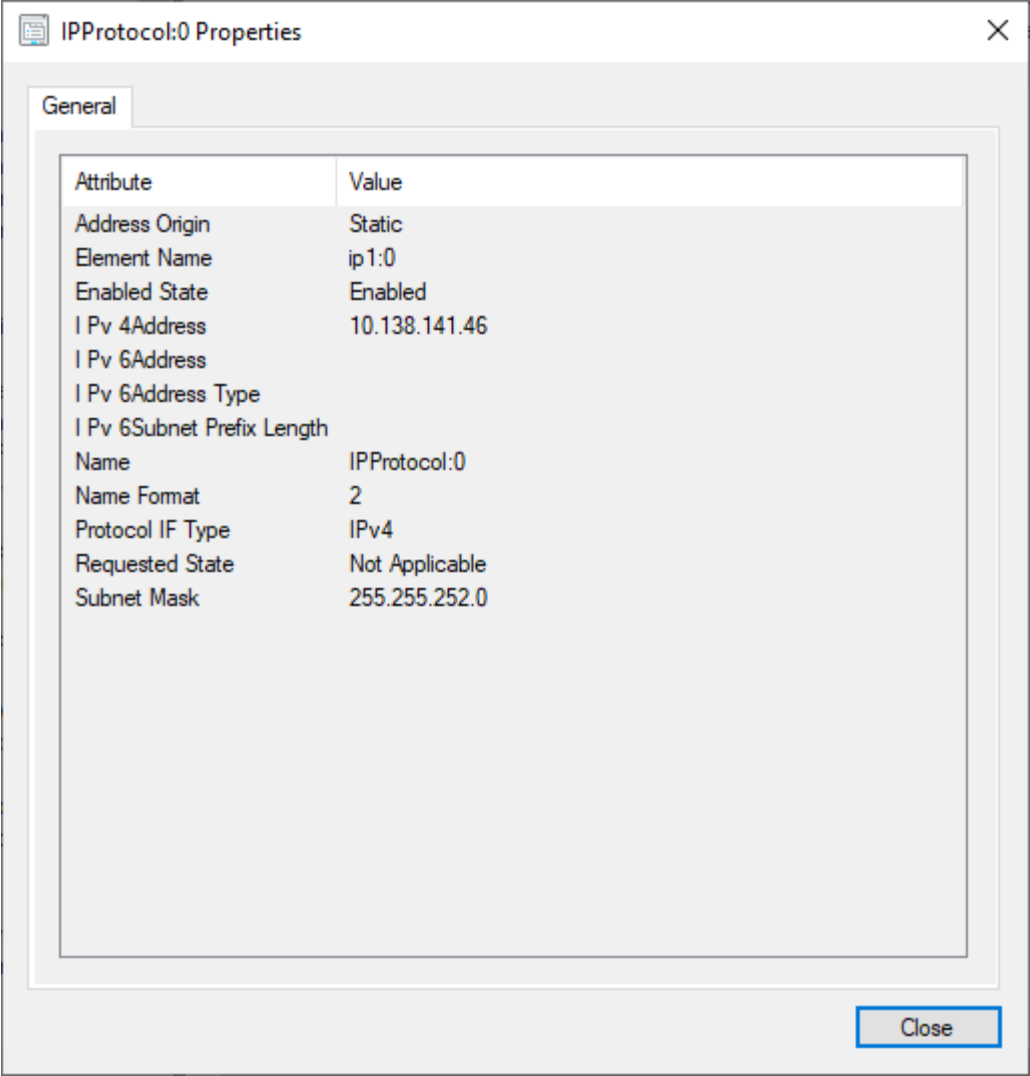 IPProtocol:0 Properties
General
Attribute Value
Address Origin Static
Element Name ip1:0
Enabled State Enabled
I Pv 4Address 10.138.141.46
I Pv 6Address
I Pv 6Address Type
I Pv 6Subnet Prefix Length
Name IPProtocol:0
Name Format 2
Protocol IF Type IPv4
Requested State Not Applicable
Subnet Mask 255.255.252.0
Close